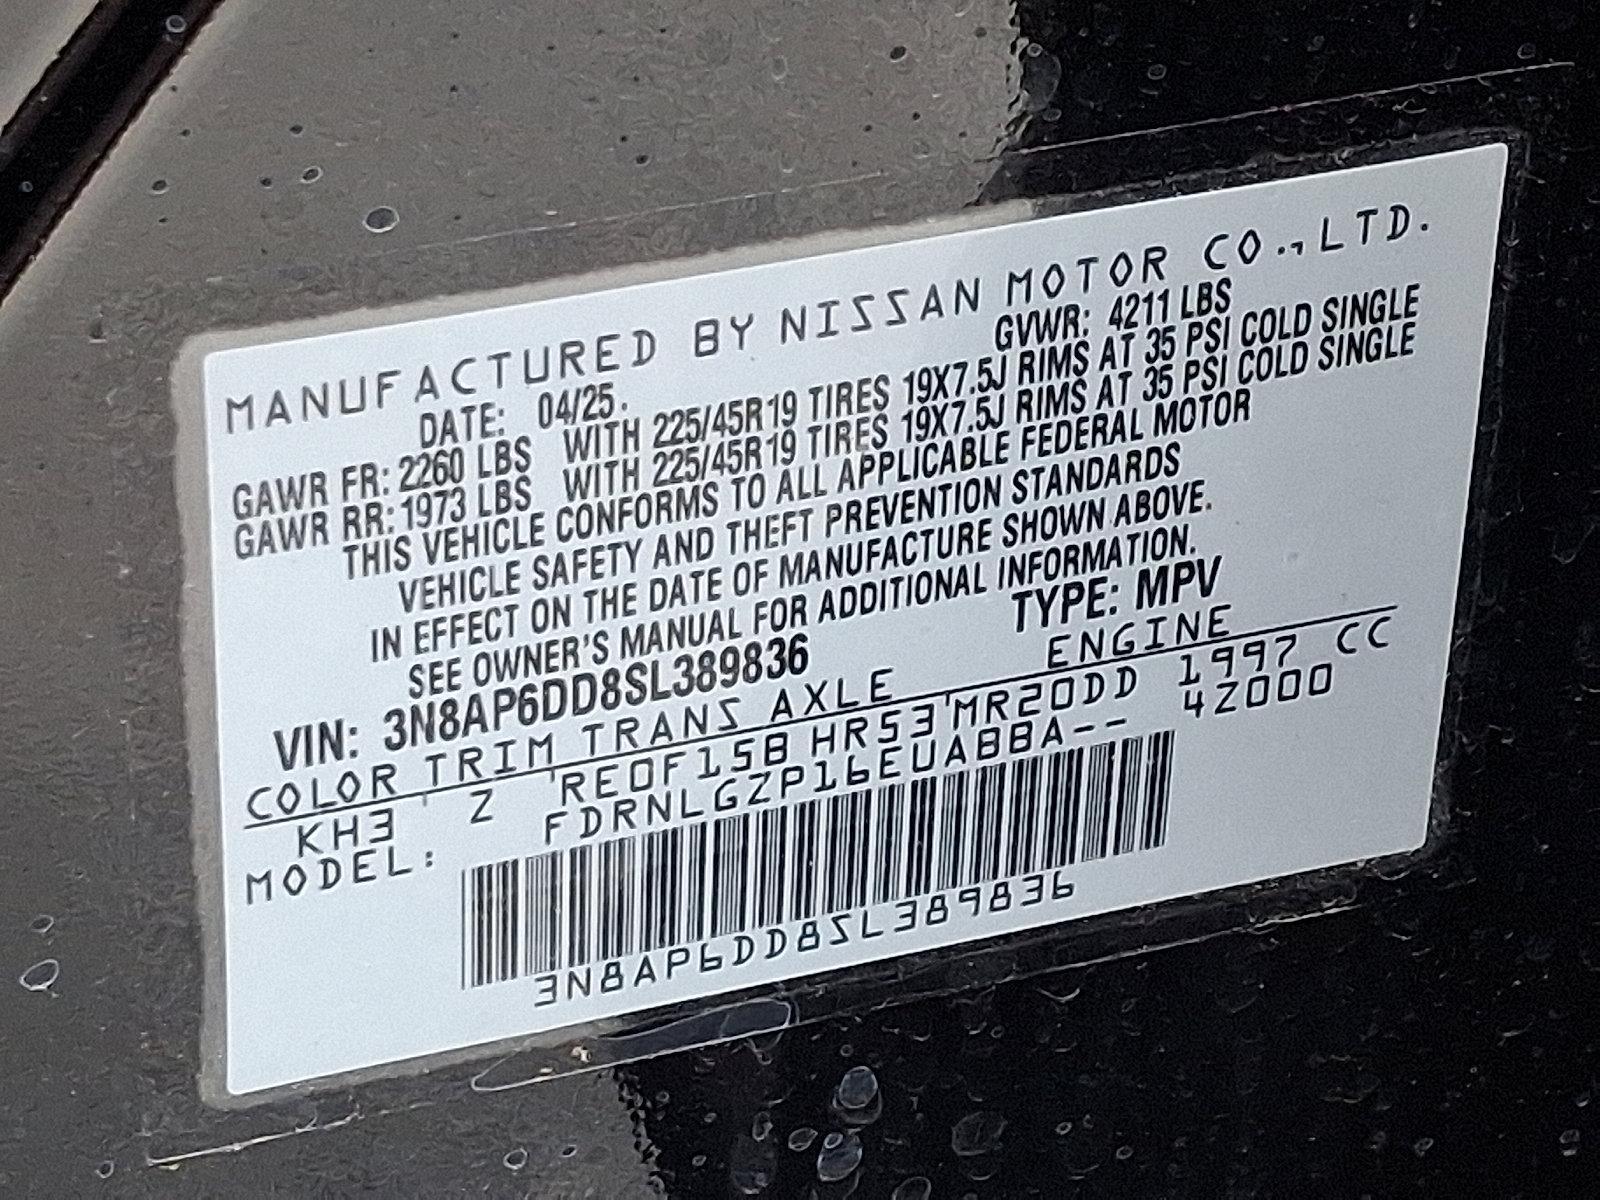 MANUFACTURED BY NISSAN MOTOR CO.,LTD.
DATE: 04/25. GVWR: 4211 LBS
GAWR FR: 2260 LBS WITH 225/45R19 TIRES 19X7.5J RIMS AT 35 PSI COLD SINGLE
GAWR RR: 1973 LBS WITH 225/45R19 TIRES 19X7.5J RIMS AT 35 PSI COLD SINGLE
THIS VEHICLE CONFORMS TO ALL APPLICABLE FEDERAL MOTOR
VEHICLE SAFETY AND THEFT PREVENTION STANDARDS
IN EFFECT ON THE DATE OF MANUFACTURE SHOWN ABOVE.
SEE OWNER'S MANUAL FOR ADDITIONAL INFORMATION.
VIN: 3N8AP6DD8SL389836 TYPE: MPV
COLOR TRIM TRANS AXLE ENGINE
KH3 Z RE0F15B HR53 MR20DD 1997 CC
MODEL: FDRNLGZP16EUABBA-- 4Z000
3N8AP6DD8SL389836